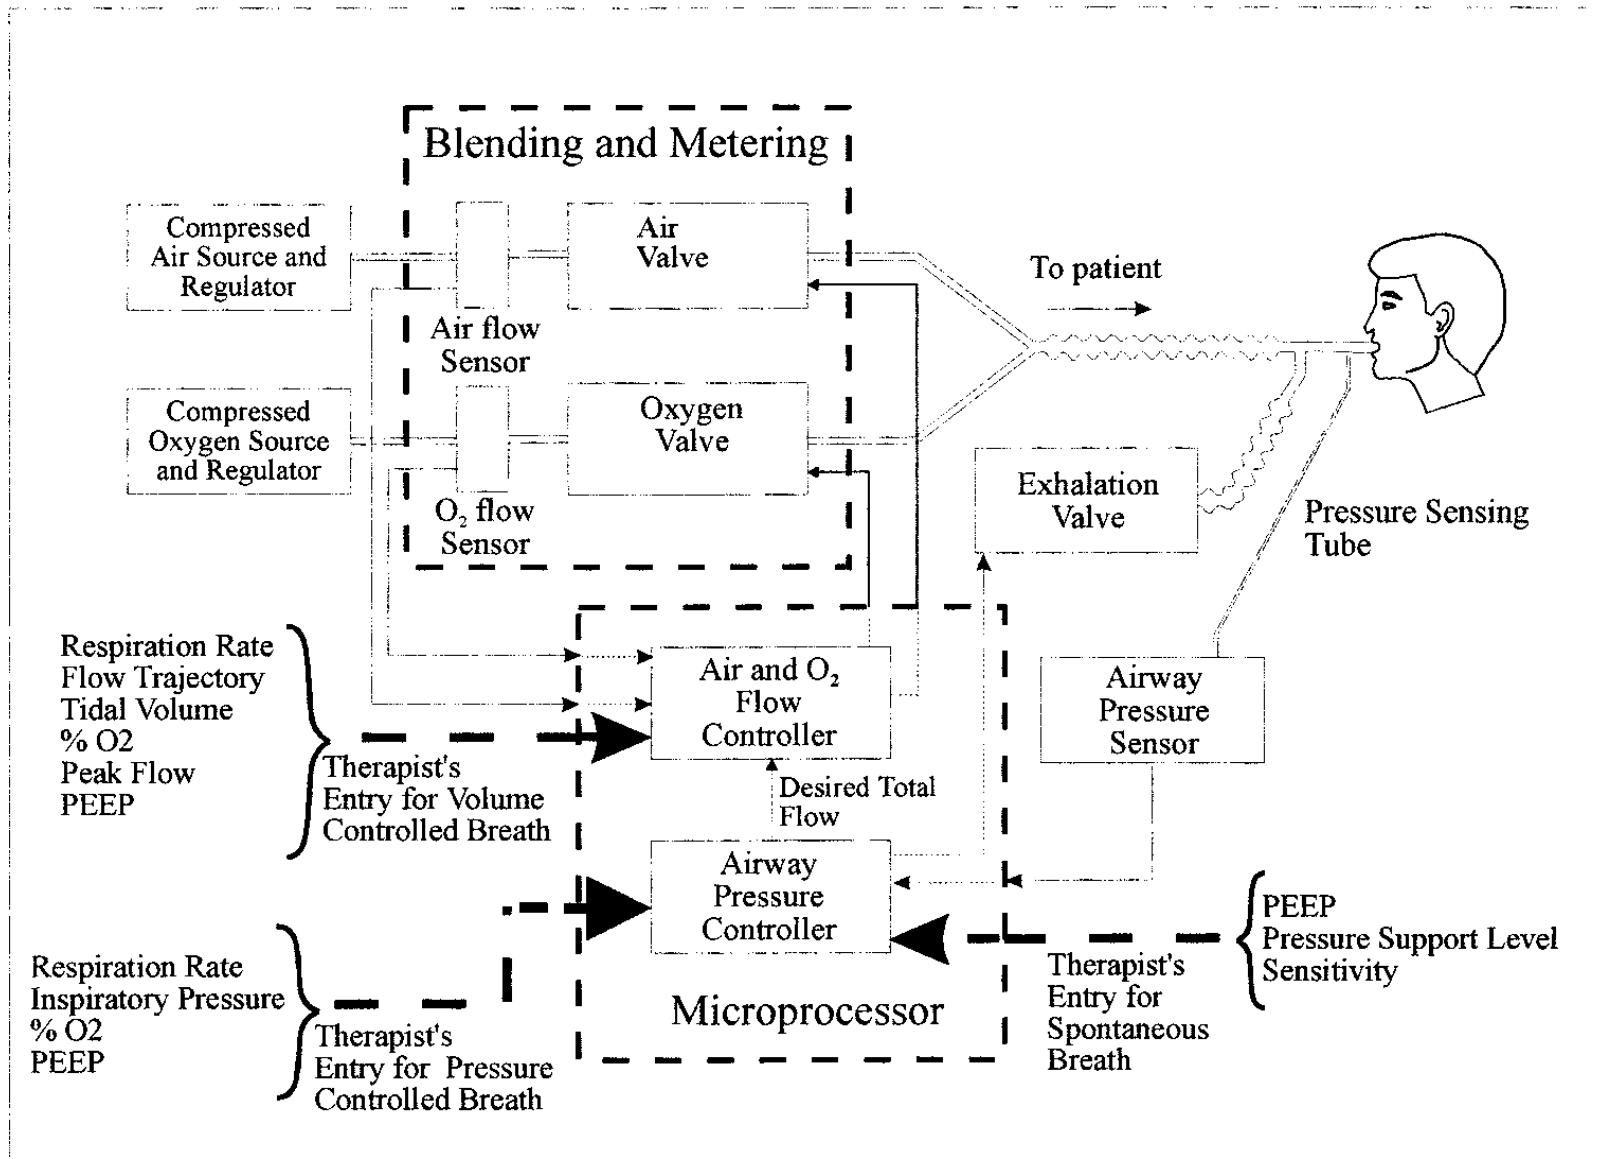 Blending and Metering
Compressed
Air Source and
Regulator
Air
Valve
Air flow
Sensor
To patient
Compressed
Oxygen Source
and Regulator
Oxygen
Valve
O₂ flow
Sensor
Exhalation
Valve
Pressure Sensing
Tube
Respiration Rate
Flow Trajectory
Tidal Volume
% O2
Peak Flow
PEEP
Therapist's
Entry for Volume
Controlled Breath
Air and O₂
Flow
Controller
Airway
Pressure
Sensor
Desired Total
Flow
Airway
Pressure
Controller
PEEP
Pressure Support Level
Sensitivity
Therapist's
Entry for
Spontaneous
Breath
Respiration Rate
Inspiratory Pressure
% O2
PEEP
Therapist's
Entry for Pressure
Controlled Breath
Microprocessor